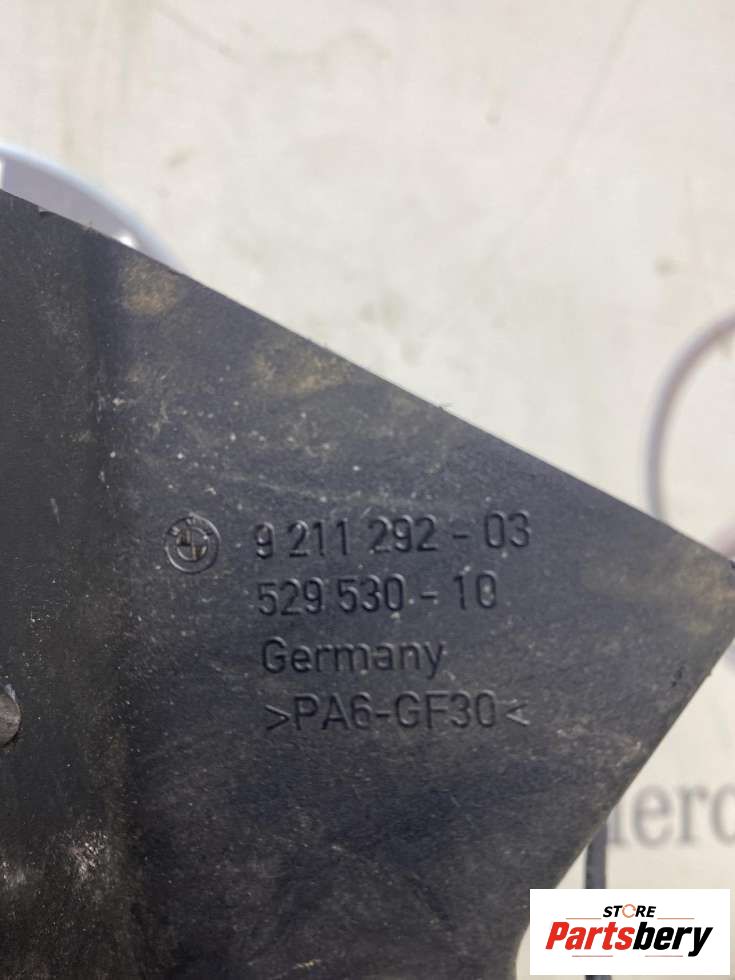 9 211 292 - 03
529 530 - 10
Germany
>PA6-GF30<
STORE
Partsbery